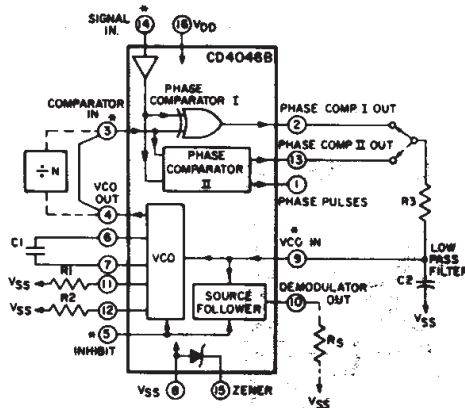 *
SIGNAL IN.
14
16 VDD
CD4046B
PHASE COMPARATOR I
COMPARATOR IN
*
3
PHASE COMP. I OUT
2
PHASE COMP. II OUT
13
÷N
PHASE COMPARATOR II
1
PHASE PULSES
VCO OUT
4
R3
6
C1
VCO
*
VCO IN
9
LOW PASS FILTER
7
C2
VSS
R1
11
SOURCE FOLLOWER
DEMODULATOR OUT
10
VSS
VSS
R2
12
* 5
INHIBIT
RS
VSS
8
15 ZENER
VSS